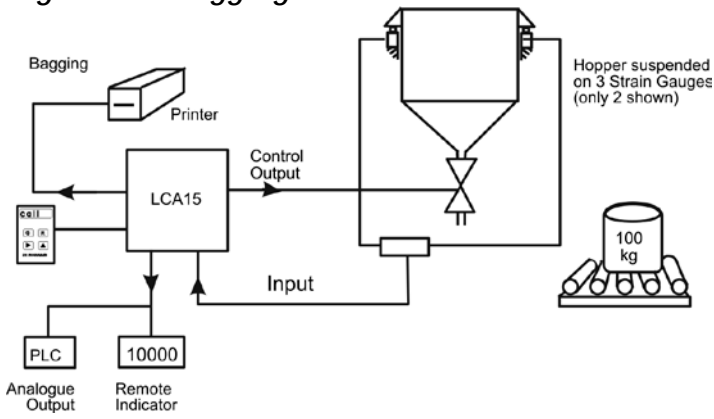 Bagging
Printer
Hopper suspended
on 3 Strain Gauges
(only 2 shown)
Control
Output
LCA15
cell
100
kg
Input
PLC
10000
Analogue
Output
Remote
Indicator